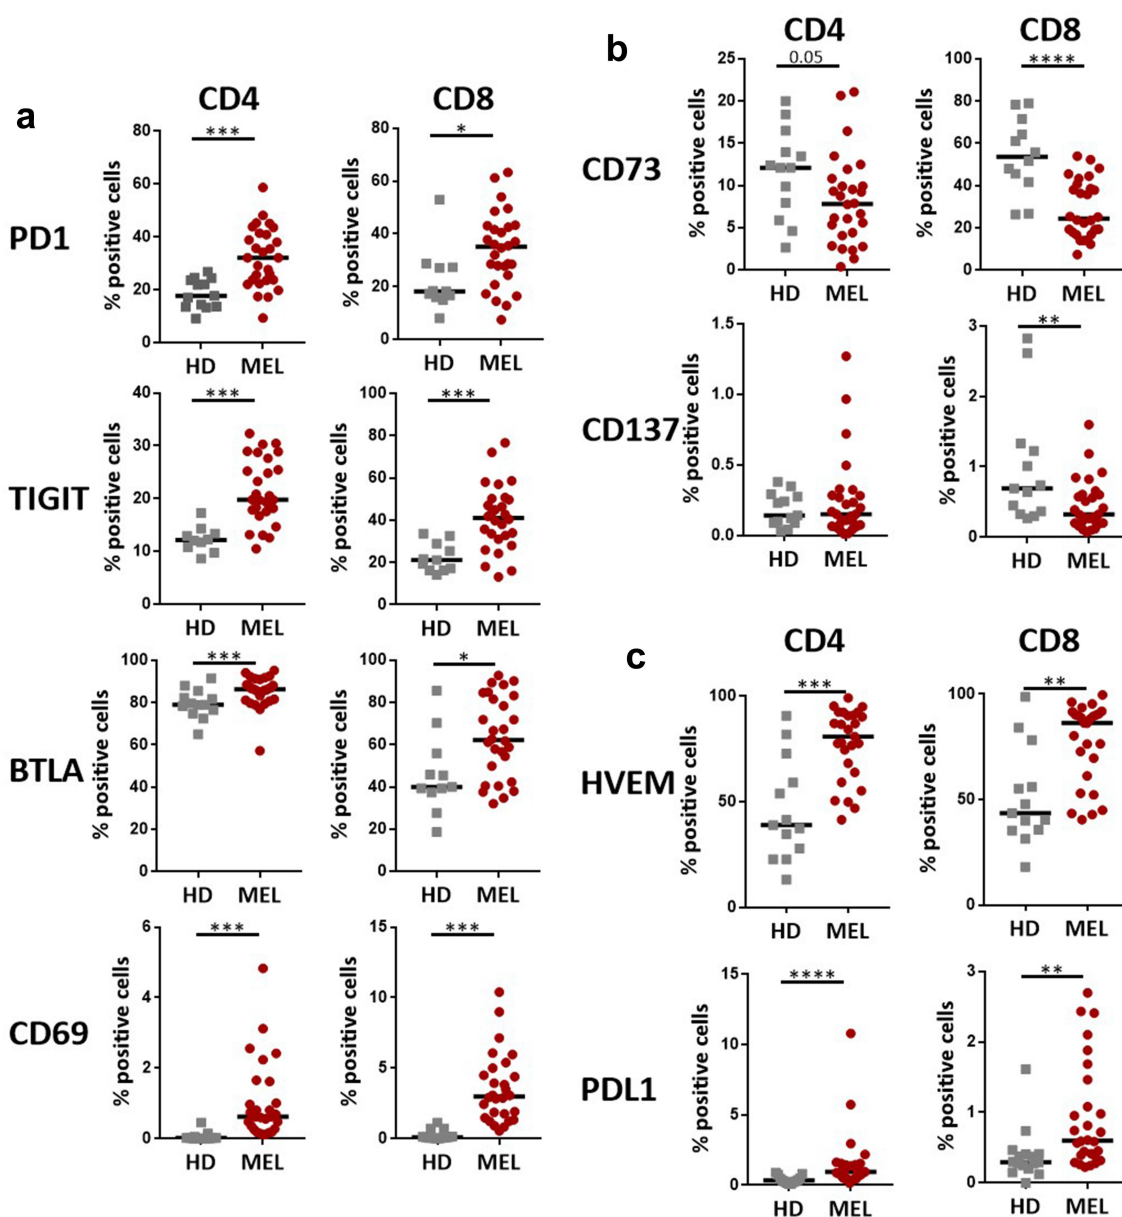 a
CD4
CD8
PD1
% positive cells
80
60
40
20
0
***
HD MEL
% positive cells
80
60
40
20
0
*
HD MEL
TIGIT
% positive cells
40
30
20
10
0
***
HD MEL
% positive cells
100
80
60
40
20
0
***
HD MEL
BTLA
% positive cells
100
80
60
40
20
0
***
HD MEL
% positive cells
100
80
60
40
20
0
*
HD MEL
CD69
% positive cells
6
4
2
0
***
HD MEL
% positive cells
15
10
5
0
***
HD MEL
b
CD4
CD8
CD73
% positive cells
25
20
15
10
5
0
0.05
HD MEL
% positive cells
100
80
60
40
20
0
****
HD MEL
CD137
% positive cells
1.5
1.0
0.5
0.0
HD MEL
% positive cells
3
2
1
0
**
HD MEL
c
CD4
CD8
HVEM
% positive cells
100
50
0
***
HD MEL
% positive cells
100
50
0
**
HD MEL
PDL1
% positive cells
15
10
5
0
****
HD MEL
% positive cells
3
2
1
0
**
HD MEL